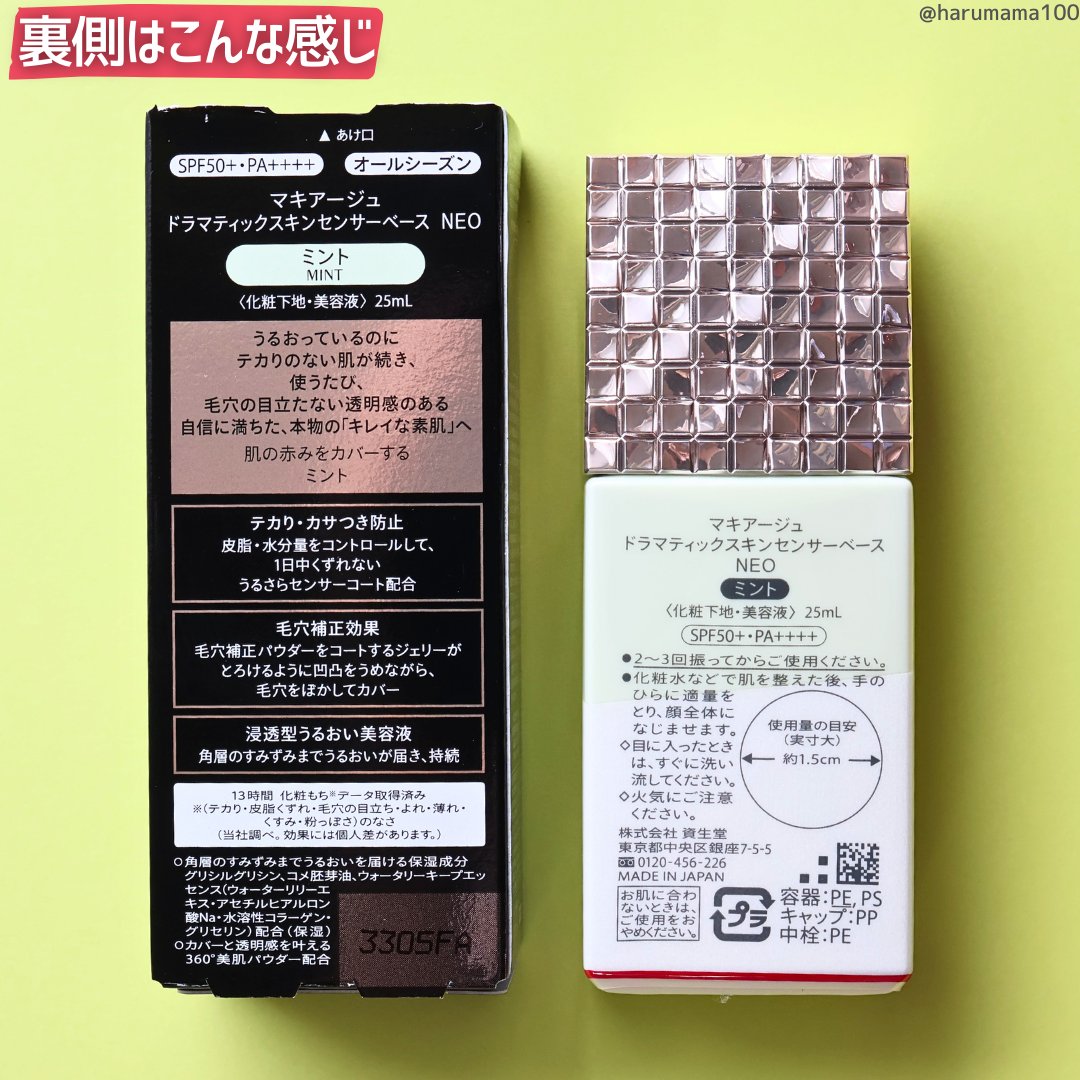 裏側はこんな感じ
@harumama100
▲ あけ口
SPF50+・PA++++ オールシーズン
マキアージュ
ドラマティックスキンセンサーベース NEO
ミント
MINT
〈化粧下地・美容液〉 25mL
うるおっているのに
テカりのない肌が続き、
使うたび、
毛穴の目立たない透明感のある
自信に満ちた、本物の「キレイな素肌」へ
肌の赤みをカバーする
ミント
テカり・カサつき防止
皮脂・水分量をコントロールして、
1日中くずれない
うるさらセンサーコート配合
毛穴補正効果
毛穴補正パウダーをコートするジェリーが
とろけるように凹凸をうめながら、
毛穴をぼかしてカバー
浸透型うるおい美容液
角層のすみずみまでうるおいが届き、持続
13時間 化粧もち※データ取得済み
※(テカり・皮脂くずれ・毛穴の目立ち・よれ・薄れ・
くすみ・粉っぽさ)のなさ
(当社調べ。効果には個人差があります。)
○角層のすみずみまでうるおいを届ける保湿成分
グリシルグリシン、コメ胚芽油、ウォータリーキープエッ
センス(ウォーターリリーエ
キス・アセチルヒアルロン
酸Na・水溶性コラーゲン・
グリセリン)配合(保湿)
○カバーと透明感を叶える
360°美肌パウダー配合
3305FA
マキアージュ
ドラマティックスキンセンサーベース
NEO
ミント
〈化粧下地・美容液〉 25mL
SPF50+・PA++++
●2〜3回振ってからご使用ください。
●化粧水などで肌を整えた後、手の
ひらに適量を
とり、顔全体に
なじませます。
◇目に入ったとき
は、すぐに洗い
流してください。
◇火気にご注意
ください。
使用量の目安
(実寸大)
約1.5cm
株式会社 資生堂
東京都中央区銀座7-5-5
0120-456-226
MADE IN JAPAN
お肌に合わ
ないときは、
ご使用をお
やめください。
プラ
容器:PE, PS
キャップ:PP
中栓:PE